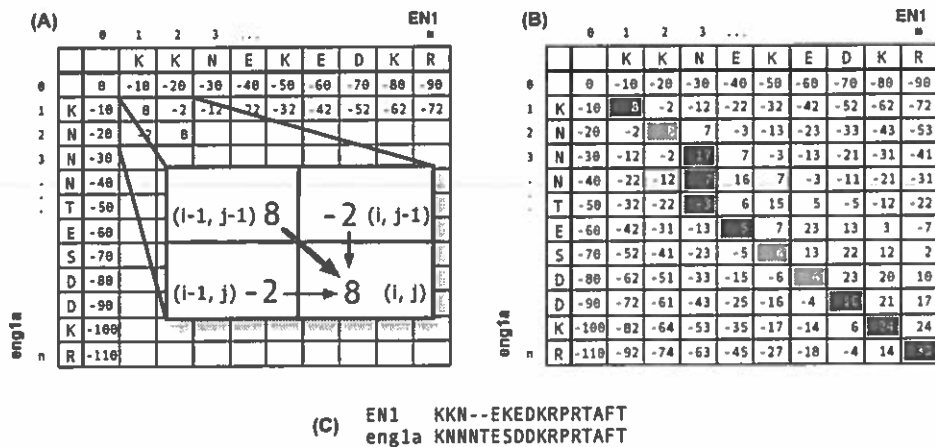 (A)
EN1
0 1 2 3 ... m
K K N E K E D K R
0 0 -10 -20 -30 -40 -50 -60 -70 -80 -90
1 K -10 8 -2 -12 -22 -32 -42 -52 -62 -72
2 N -20 -2 8
3 N -30
. N -40
: T -50
E -60
S -70
D -80
D -90
K -100
n R -110
eng1a
(i-1, j-1) 8 -2 (i, j-1)
(i-1, j) -2 8 (i, j)
(B)
EN1
0 1 2 3 ... m
K K N E K E D K R
0 0 -10 -20 -30 -40 -50 -60 -70 -80 -90
1 K -10 8 -2 -12 -22 -32 -42 -52 -62 -72
2 N -20 -2 7 -3 -13 -23 -33 -43 -53
3 N -30 -12 -2 17 7 -3 -13 -21 -31 -41
. N -40 -22 -12 7 16 7 -3 -11 -21 -31
: T -50 -32 -22 -3 6 15 5 -5 -12 -22
E -60 -42 -31 -13 5 7 23 13 3 -7
S -70 -52 -41 -23 -5 13 22 12 2
D -80 -62 -51 -33 -15 -6 23 20 10
D -90 -72 -61 -43 -25 -16 -4 21 17
K -100 -82 -64 -53 -35 -17 -14 6 24
n R -110 -92 -74 -63 -45 -27 -18 -4 14
eng1a
(C)
EN1 KKN--EKEDKRPRTAFT
eng1a KNNNTESDDKRPRTAFT